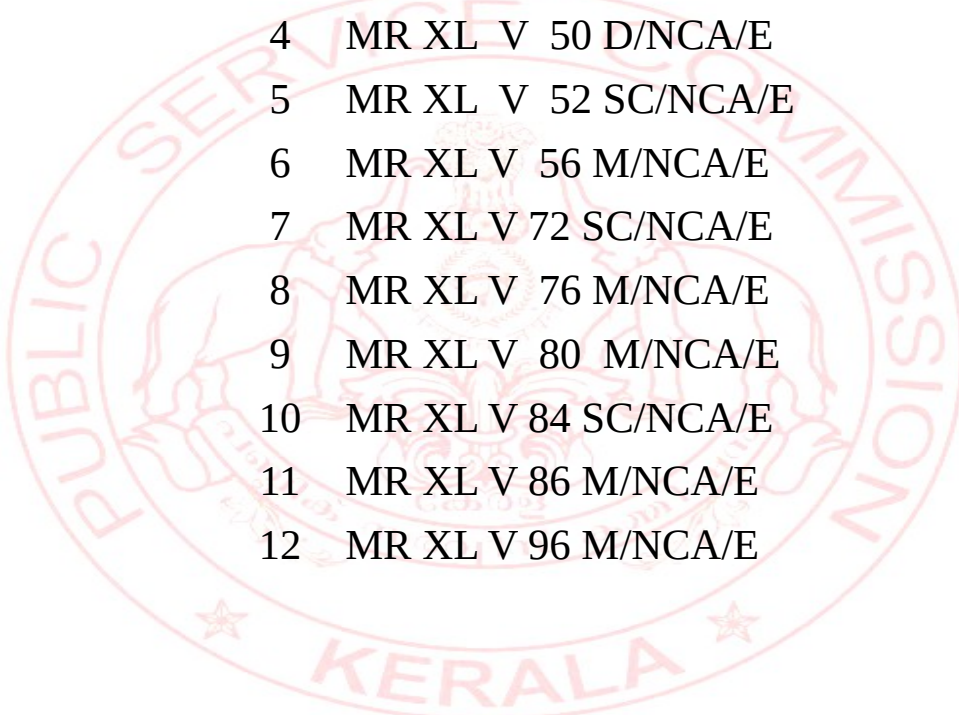 4 MR XL V 50 D/NCA/E
5 MR XL V 52 SC/NCA/E
6 MR XL V 56 M/NCA/E
7 MR XL V 72 SC/NCA/E
8 MR XL V 76 M/NCA/E
9 MR XL V 80 M/NCA/E
10 MR XL V 84 SC/NCA/E
11 MR XL V 86 M/NCA/E
12 MR XL V 96 M/NCA/E
PUBLIC SERVICE COMMISSION
KERALA